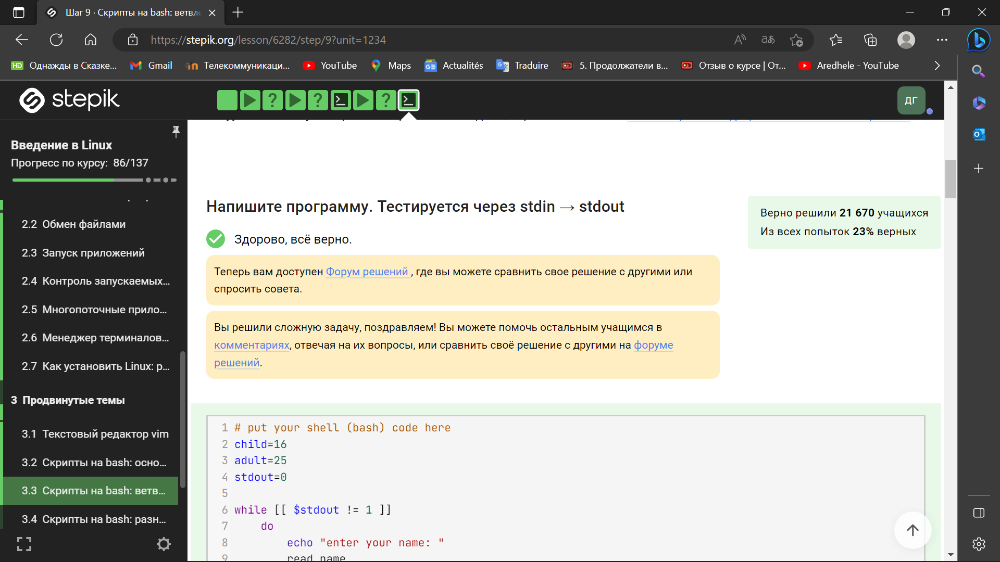 Шаг 9 · Скрипты на bash: ветвле
https://stepik.org/lesson/6282/step/9?unit=1234
HD Однажды в Сказке...
Gmail
Телекоммуникаци...
YouTube
Maps
Actualités
Traduire
5. Продолжатели в...
Отзыв о курсе | От...
Aredhele - YouTube
stepik
ДГ
Введение в Linux
Прогресс по курсу: 86/137
2.2 Обмен файлами
2.3 Запуск приложений
2.4 Контроль запускаемых...
2.5 Многопоточные прило...
2.6 Менеджер терминалов...
2.7 Как установить Linux: р...
3 Продвинутые темы
3.1 Текстовый редактор vim
3.2 Скрипты на bash: осно...
3.3 Скрипты на bash: ветв...
3.4 Скрипты на bash: разн...
Напишите программу. Тестируется через stdin → stdout
Здорово, всё верно.
Теперь вам доступен Форум решений , где вы можете сравнить свое решение с другими или
спросить совета.
Вы решили сложную задачу, поздравляем! Вы можете помочь остальным учащимся в
комментариях, отвечая на их вопросы, или сравнить своё решение с другими на форуме
решений.
Верно решили 21 670 учащихся
Из всех попыток 23% верных
1 # put your shell (bash) code here
2 child=16
3 adult=25
4 stdout=0
5
6 while [[ $stdout != 1 ]]
7 do
8 echo "enter your name: "
9 read name